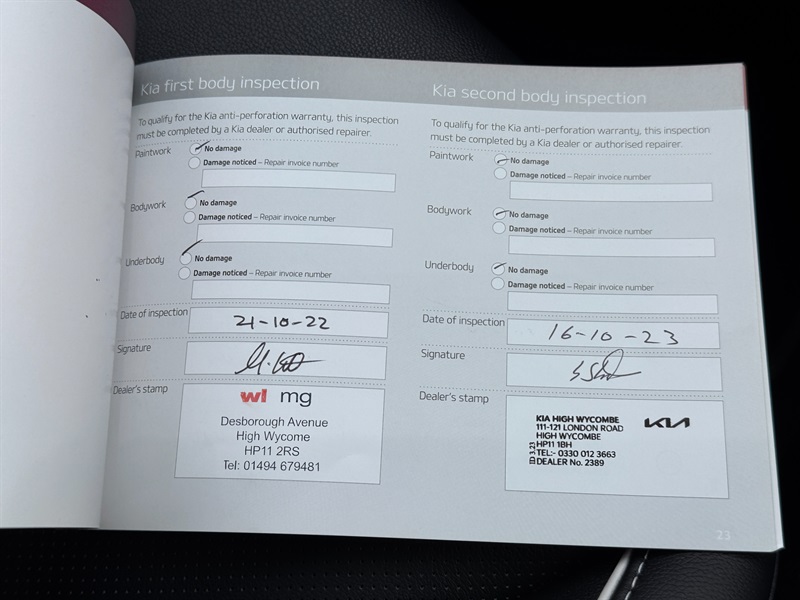 Kia first body inspection
To qualify for the Kia anti-perforation warranty, this inspection
must be completed by a Kia dealer or authorised repairer.
Paintwork
No damage
Damage noticed – Repair invoice number
Bodywork
No damage
Damage noticed – Repair invoice number
Underbody
No damage
Damage noticed – Repair invoice number
Date of inspection
21-10-22
Signature
Dealer's stamp
wl mg
Desborough Avenue
High Wycome
HP11 2RS
Tel: 01494 679481
Kia second body inspection
To qualify for the Kia anti-perforation warranty, this inspection
must be completed by a Kia dealer or authorised repairer.
Paintwork
No damage
Damage noticed – Repair invoice number
Bodywork
No damage
Damage noticed – Repair invoice number
Underbody
No damage
Damage noticed – Repair invoice number
Date of inspection
16-10-23
Signature
Dealer's stamp
KIA HIGH WYCOMBE
111-121 LONDON ROAD
HIGH WYCOMBE
HP11 1BH
TEL:- 0330 012 3663
DEALER No. 2389
KIA
23